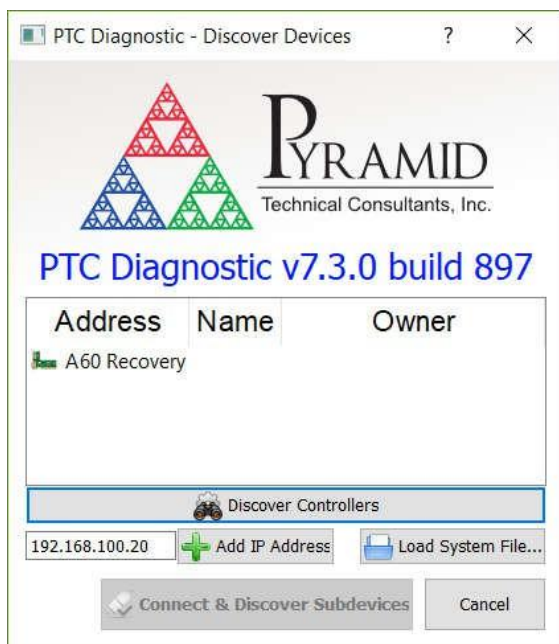 PTC Diagnostic - Discover Devices ?
PYRAMID
Technical Consultants, Inc.
PTC Diagnostic v7.3.0 build 897
Address Name Owner
A60 Recovery
Discover Controllers
192.168.100.20 Add IP Address Load System File...
Connect & Discover Subdevices Cancel